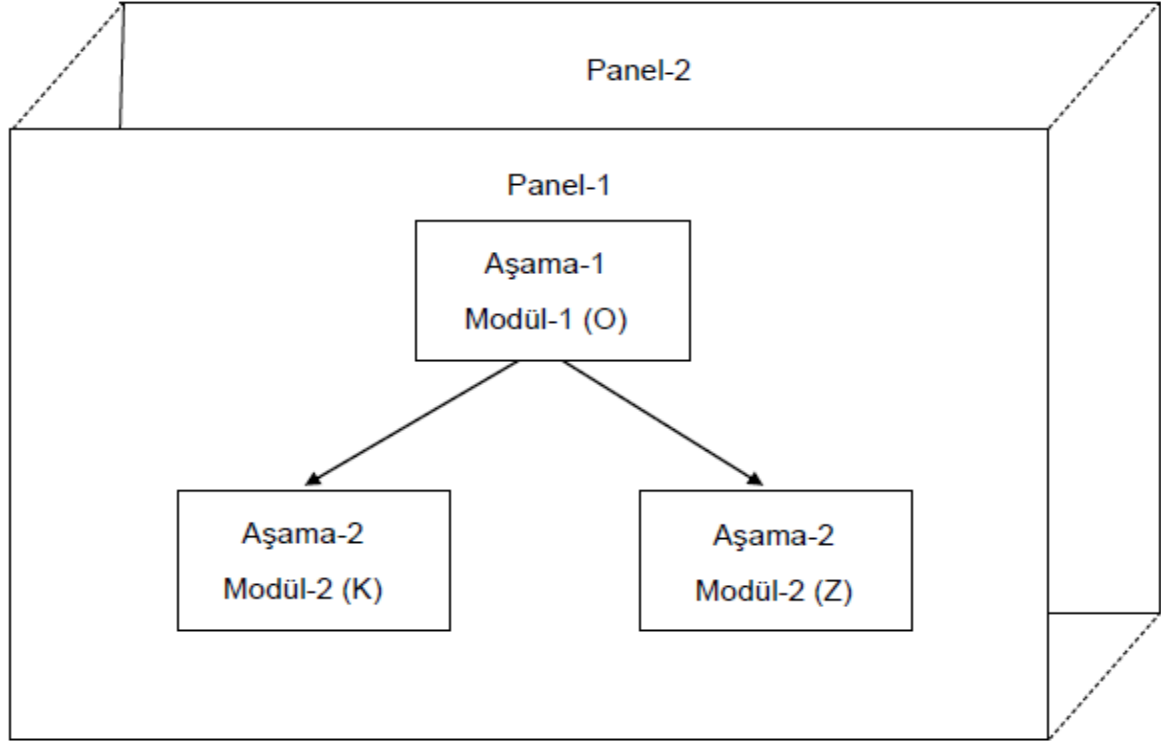 Panel-2
Panel-1
Aşama-1
Modül-1 (O)
Aşama-2
Modül-2 (K)
Aşama-2
Modül-2 (Z)